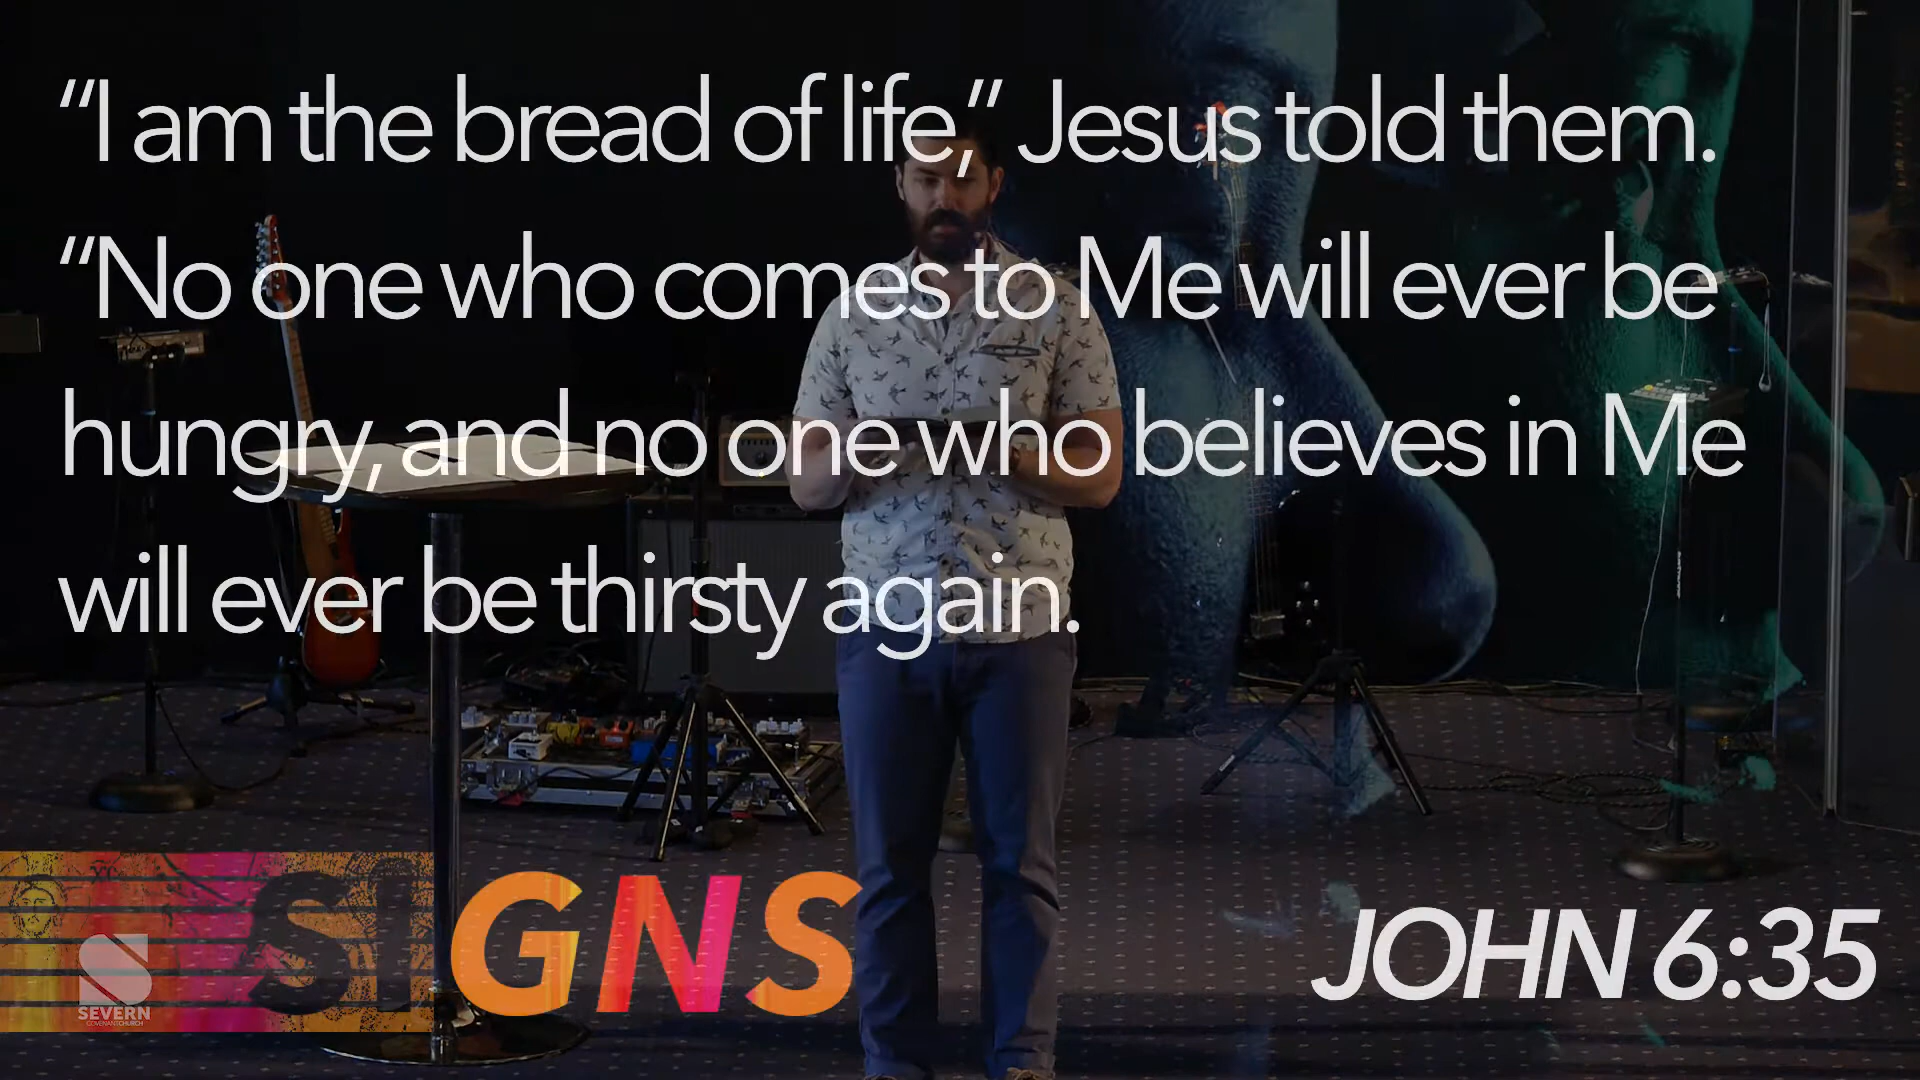 “I am the bread of life,” Jesus told them.
“No one who comes to Me will ever be
hungry, and no one who believes in Me
will ever be thirsty again.
SIGNS
JOHN 6:35
SEVERN
COVENANTCHURCH